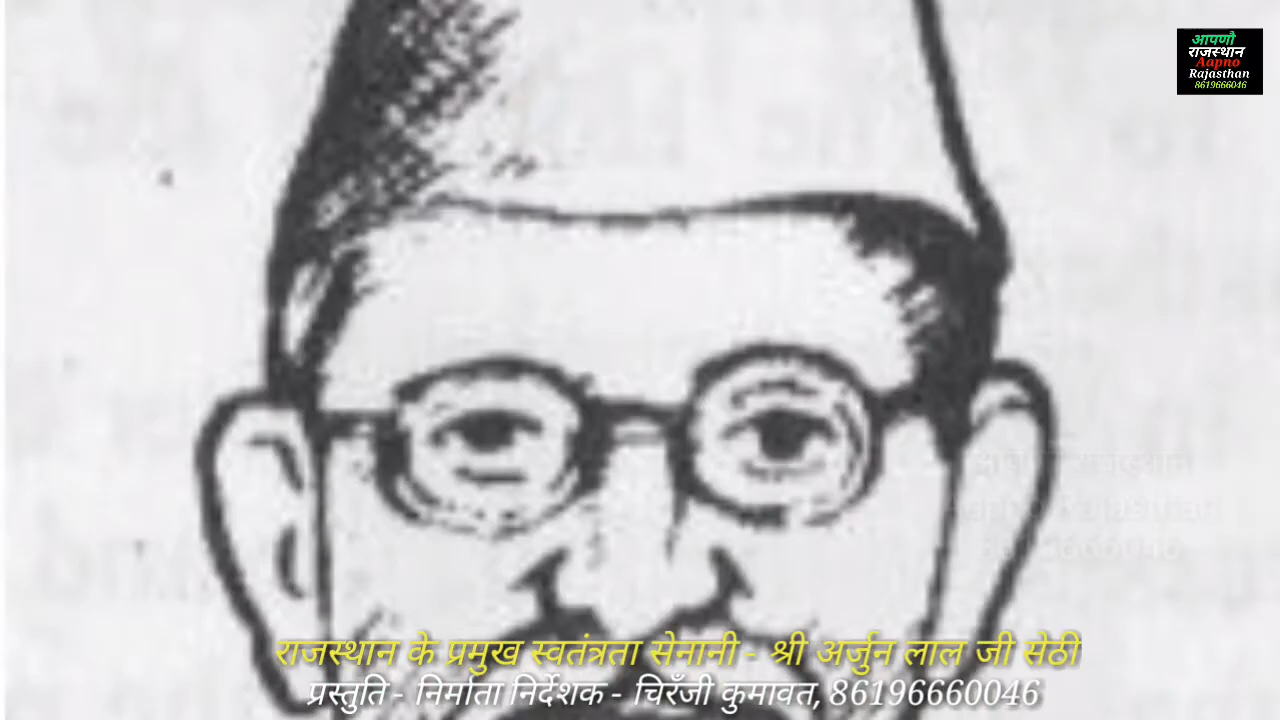 आपणौ
राजस्थान
Aapno
Rajasthan
8619666046
राजस्थान के प्रमुख स्वतंत्रता सेनानी - श्री अर्जुन लाल जी सेठी
प्रस्तुति - निर्माता निर्देशक - चिरँजी कुमावत, 86196660046